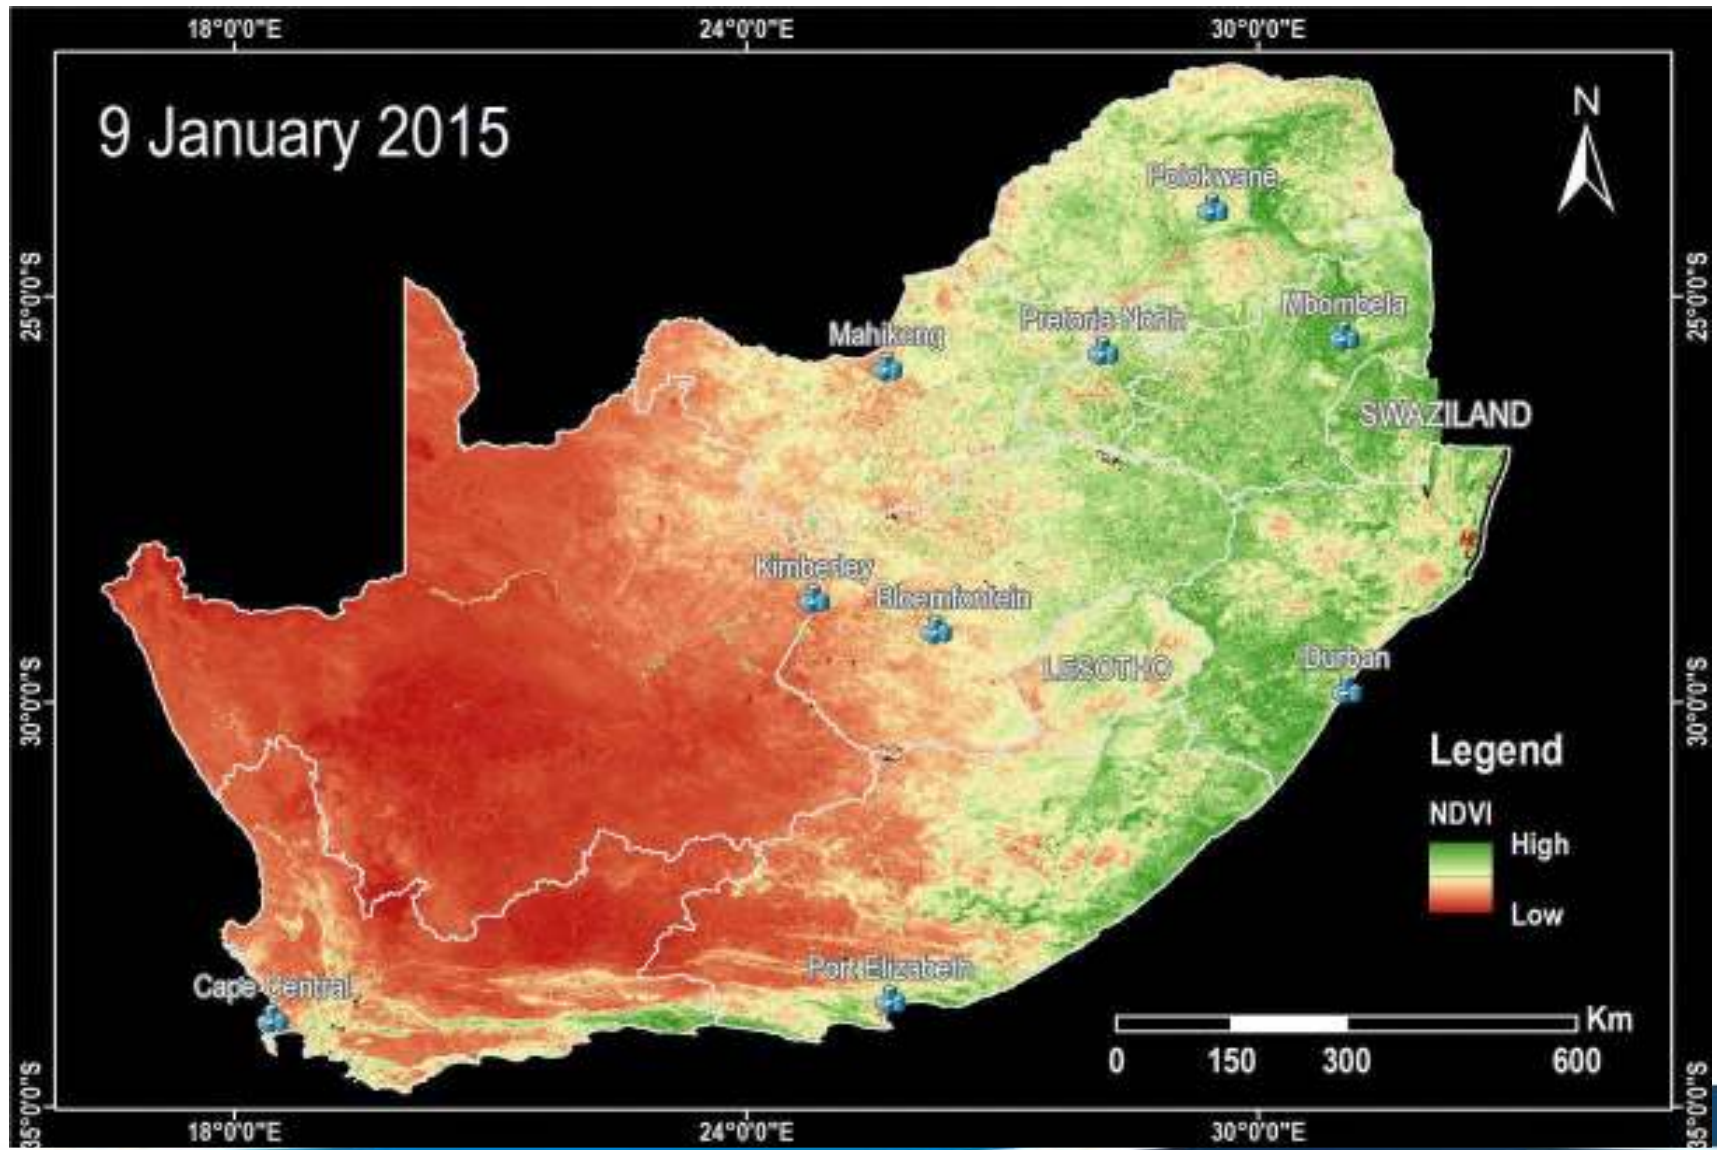 18°0'0"E 24°0'0"E 30°0'0"E
9 January 2015
N
Polokwane
25°0'0"S 25°0'0"S
Mbombela
Pretoria North
Mahikeng
SWAZILAND
Kimberley
Bloemfontein
LESOTHO
Durban
30°0'0"S 30°0'0"S
Legend
NDVI
High
Low
Port Elizabeth
Cape Central
Km
0 150 300 600
35°0'0"S 35°0'0"S
18°0'0"E 24°0'0"E 30°0'0"E